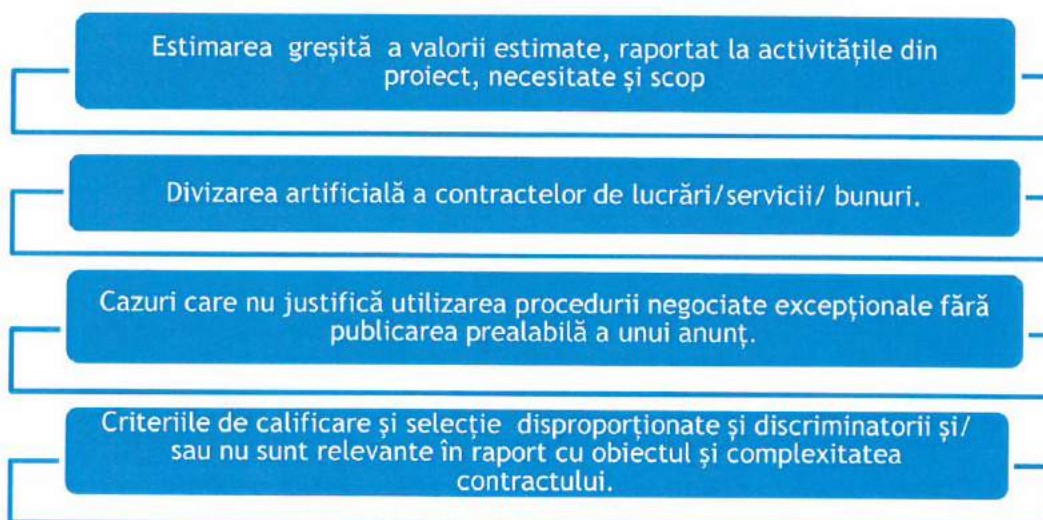 Estimarea greșită a valorii estimate, raportat la activitățile din
proiect, necesitate și scop
Divizarea artificială a contractelor de lucrări/servicii/ bunuri.
Cazuri care nu justifică utilizarea procedurii negociate excepționale fără
publicarea prealabilă a unui anunț.
Criteriile de calificare și selecție disproporționate și discriminatorii și/
sau nu sunt relevante în raport cu obiectul și complexitatea
contractului.